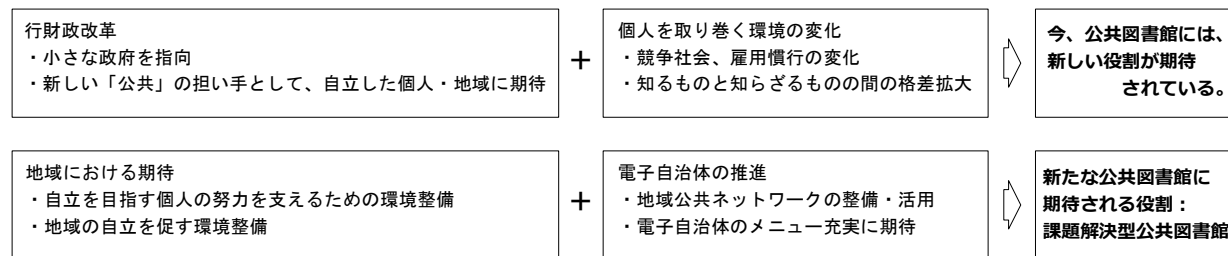 行財政改革
・小さな政府を指向
・新しい「公共」の担い手として、自立した個人・地域に期待
+
個人を取り巻く環境の変化
・競争社会、雇用慣行の変化
・知るものと知らざるものの間の格差拡大
今、公共図書館には、
新しい役割が期待
されている。
地域における期待
・自立を目指す個人の努力を支えるための環境整備
・地域の自立を促す環境整備
+
電子自治体の推進
・地域公共ネットワークの整備・活用
・電子自治体のメニュー充実に期待
新たな公共図書館に
期待される役割：
課題解決型公共図書館